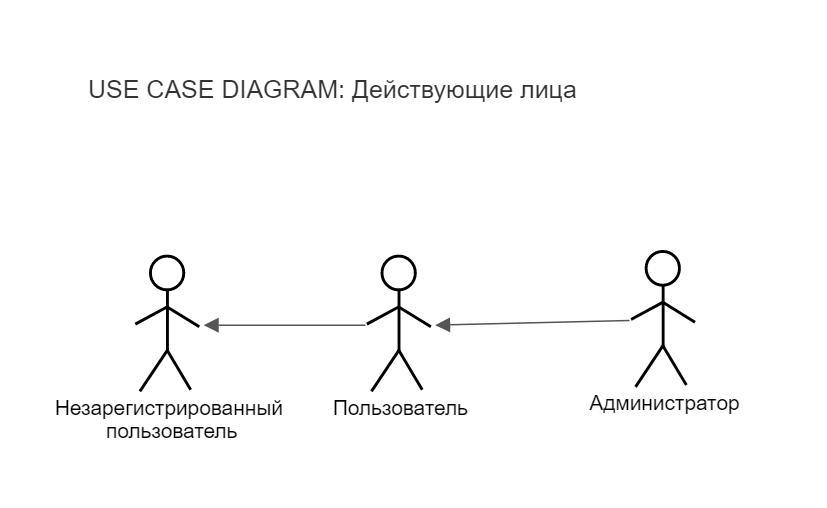 USE CASE DIAGRAM: Действующие лица
Незарегистрированный
пользователь
Пользователь
Администратор